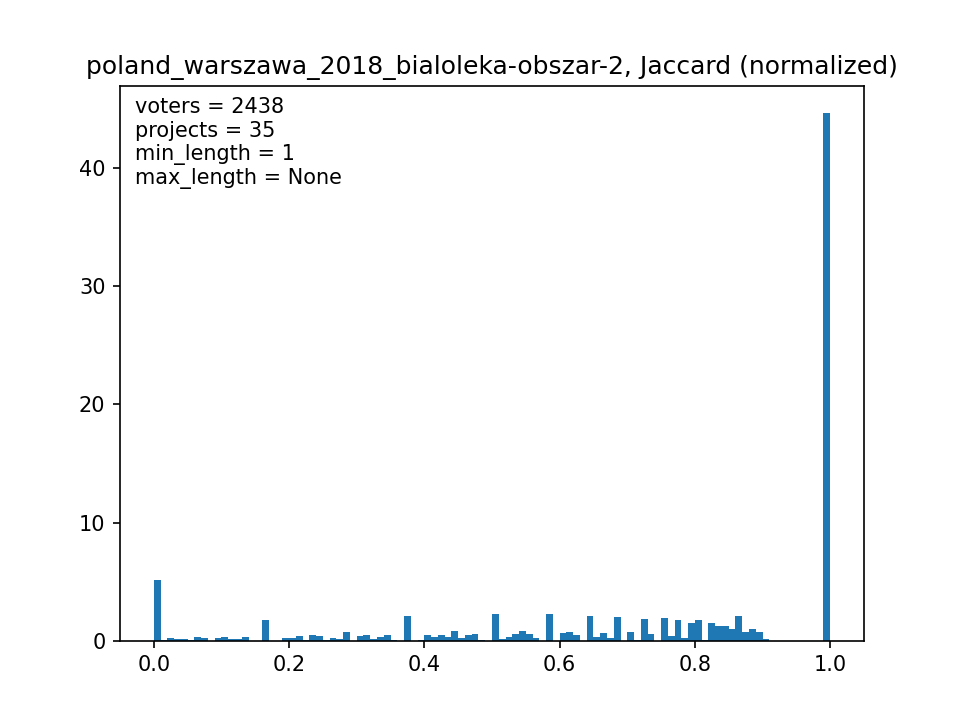 poland_warszawa_2018_bialoleka-obszar-2, Jaccard (normalized)
voters = 2438
projects = 35
min_length = 1
max_length = None
40
30
20
10
0
0.0 0.2 0.4 0.6 0.8 1.0